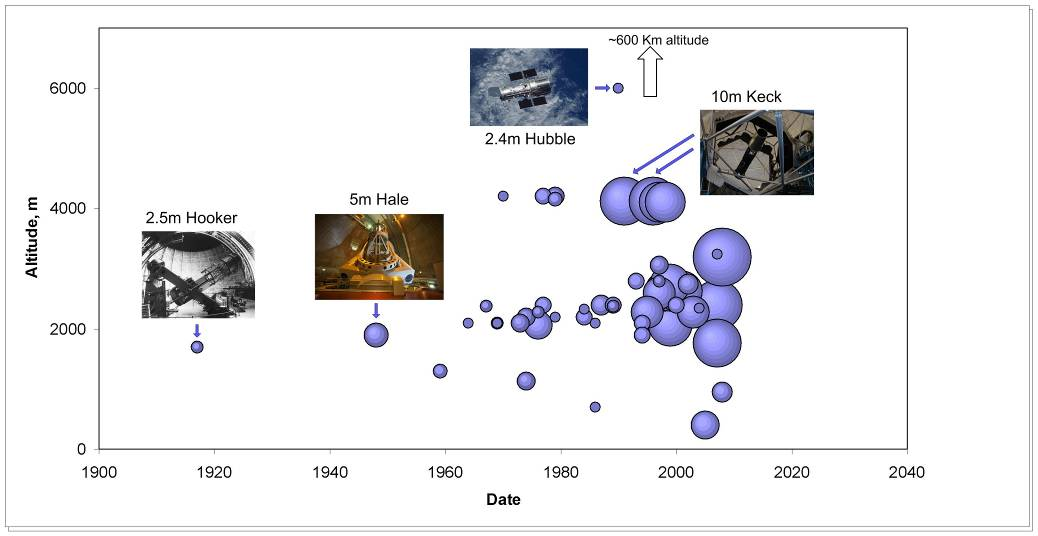 ~600 Km altitude
6000
10m Keck
2.4m Hubble
4000
5m Hale
2.5m Hooker
Altitude, m
2000
0
1900 1920 1940 1960 1980 2000 2020 2040
Date